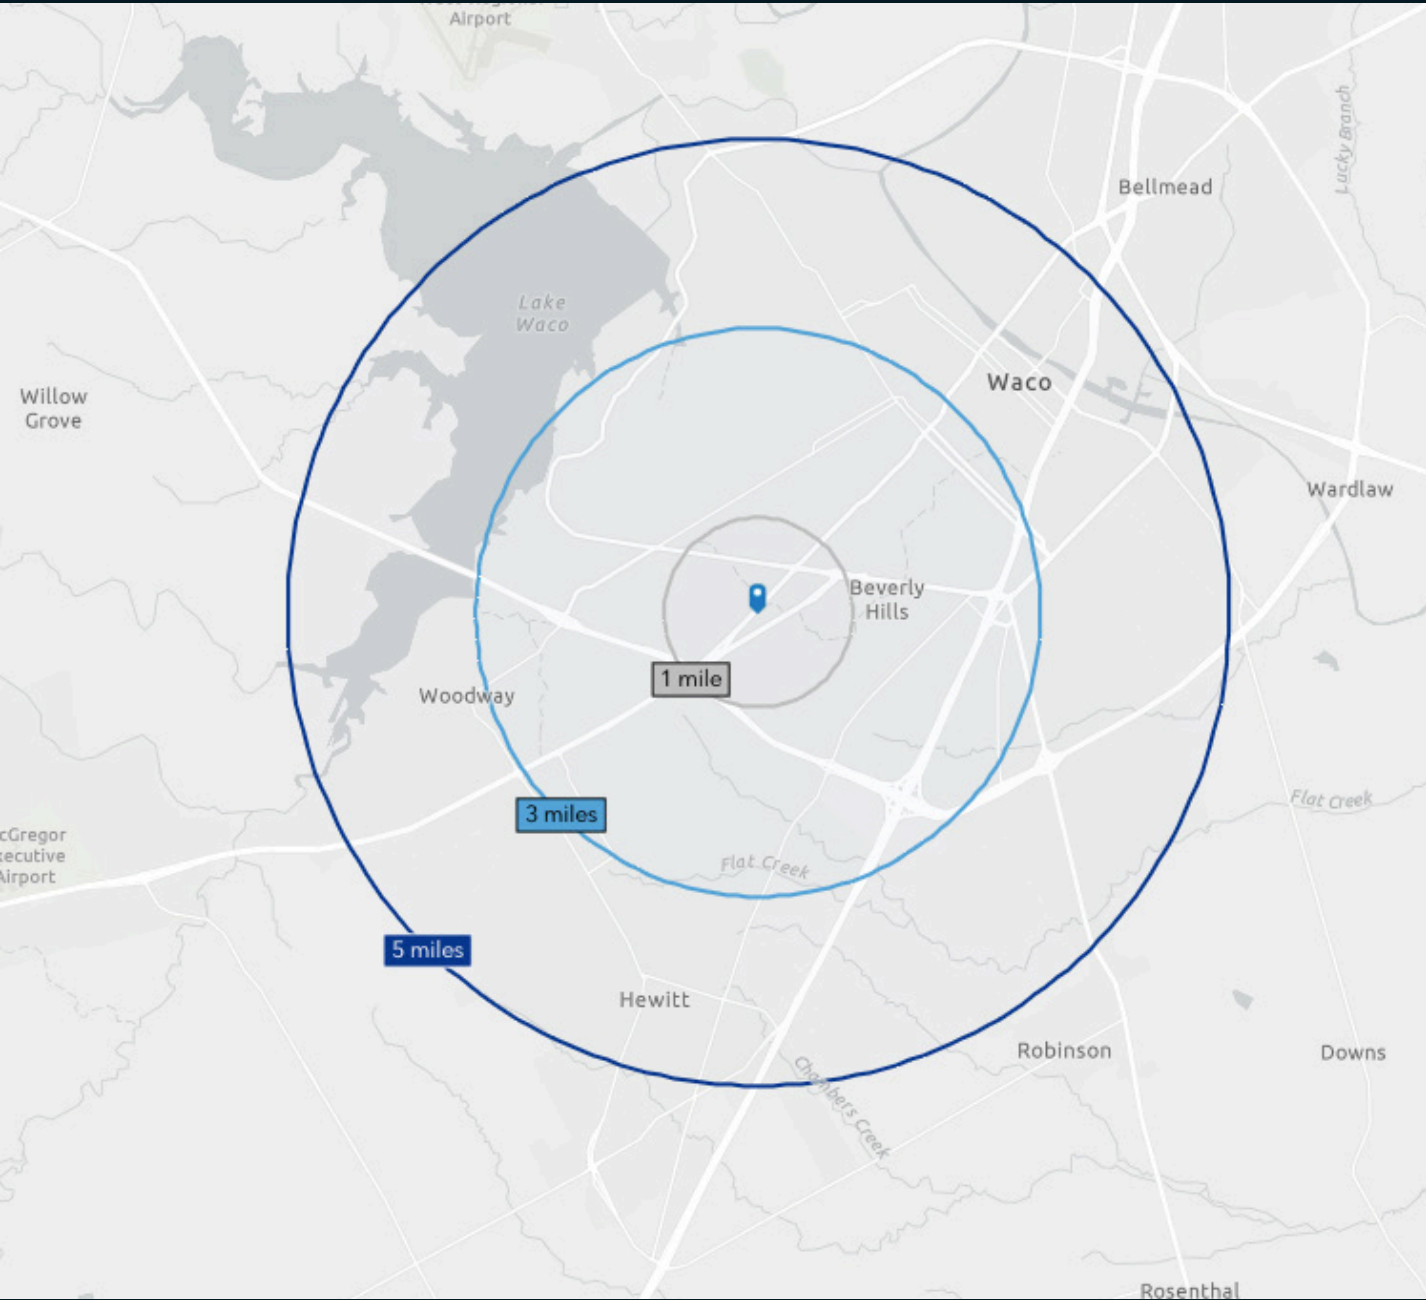 Airport
Bellmead
Lucky Branch
Lake
Waco
Waco
Willow
Grove
Wardlaw
Beverly
Hills
1 mile
Woodway
3 miles
Flat Creek
Flat Creek
cGregor
xecutive
Airport
5 miles
Hewitt
Robinson
Downs
Chambers Creek
Rosenthal